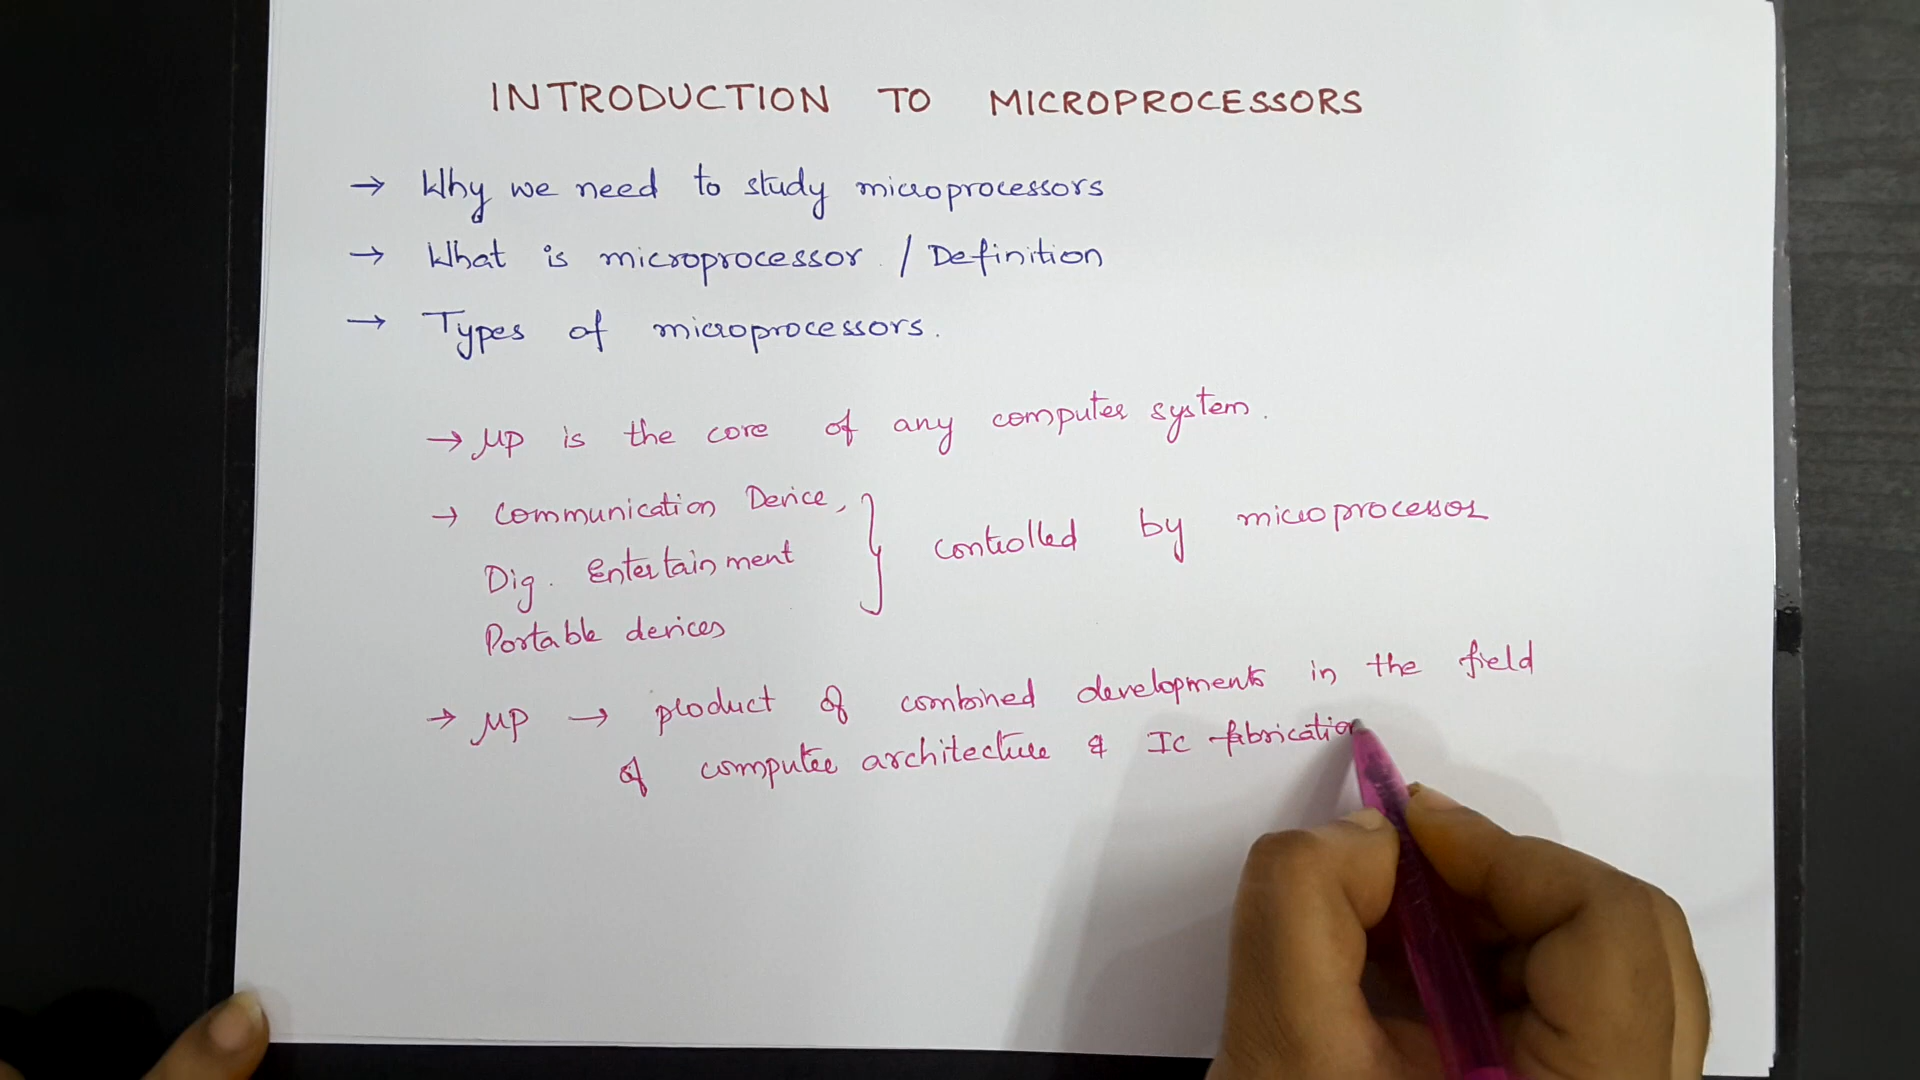 INTRODUCTION TO MICROPROCESSORS
→ Why we need to study microprocessors
→ What is microprocessor / Definition
→ Types of microprocessors.
→ μp is the core of any computer system.
→ Communication Device,
Dig. Entertainment
Portable devices
} controlled by microprocessor
→ μp → product of combined developments in the field
of computer architecture & IC fabrication